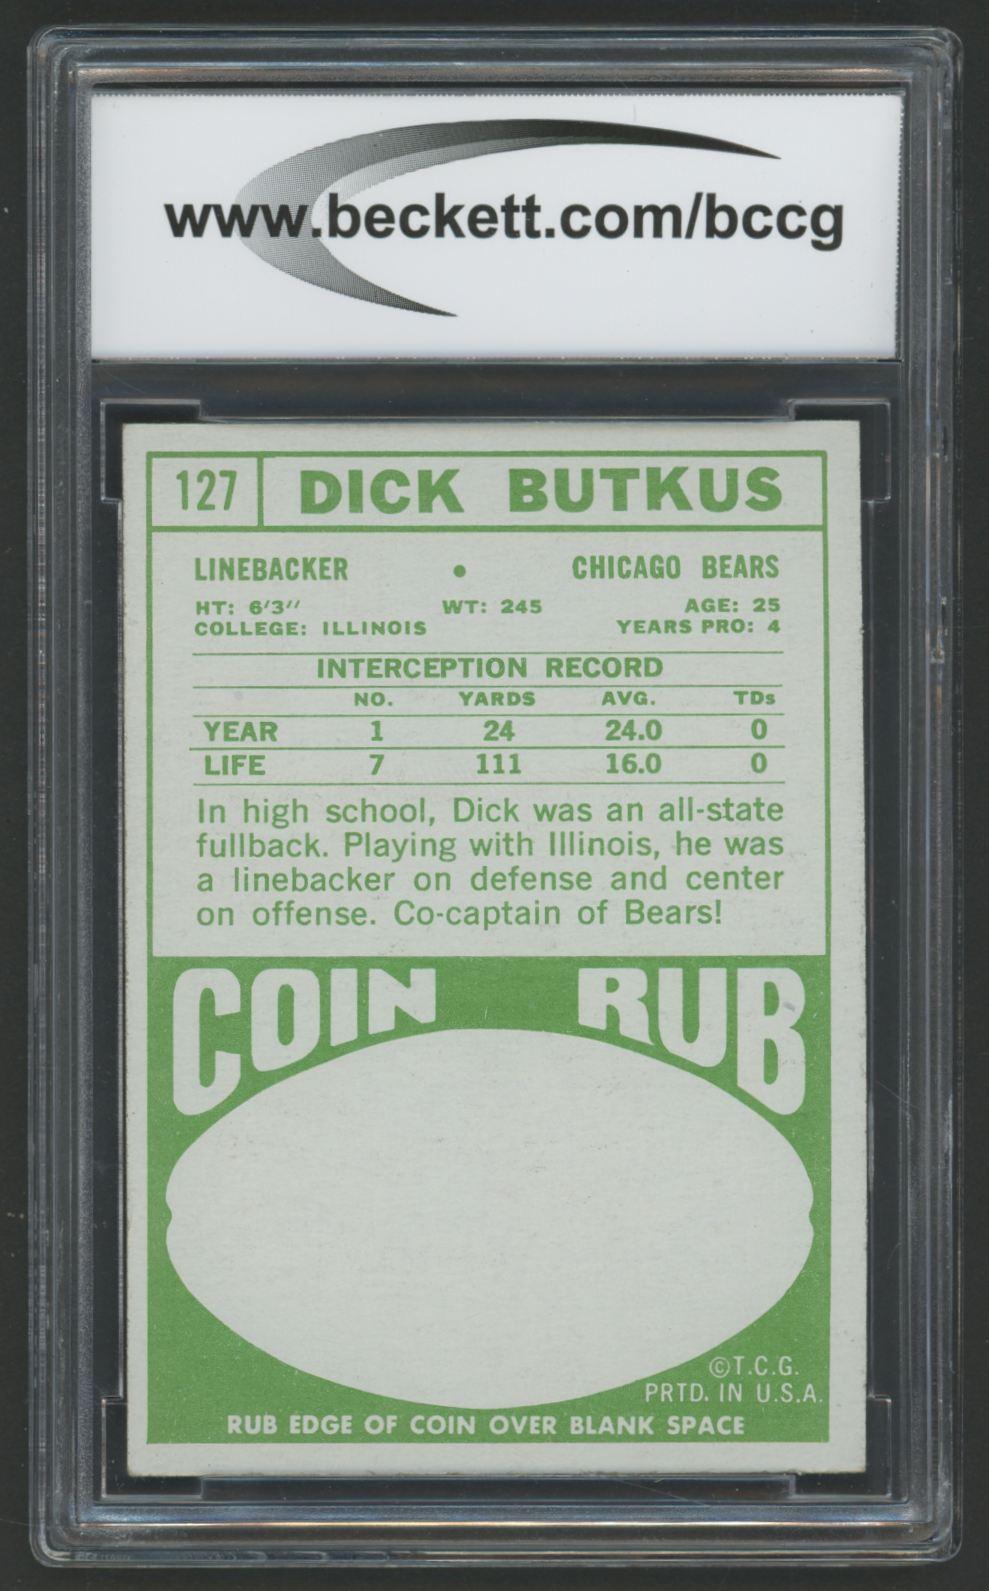 www.beckett.com/bccg
127 DICK BUTKUS
LINEBACKER • CHICAGO BEARS
HT: 6'3" WT: 245 AGE: 25
COLLEGE: ILLINOIS YEARS PRO: 4
INTERCEPTION RECORD
NO. YARDS AVG. TDs
YEAR 1 24 24.0 0
LIFE 7 111 16.0 0
In high school, Dick was an all-state
fullback. Playing with Illinois, he was
a linebacker on defense and center
on offense. Co-captain of Bears!
COIN RUB
©T.C.G.
PRTD. IN U.S.A.
RUB EDGE OF COIN OVER BLANK SPACE